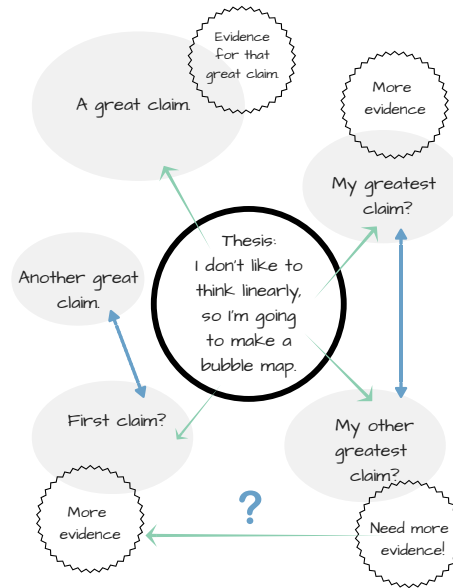 Evidence
for that
great claim.
A great claim.
More
evidence
My greatest
claim?
Thesis:
I don't like to
think linearly,
so I'm going
to make a
bubble map.
Another great
claim.
First claim?
My other
greatest
claim?
?
More
evidence
Need more
evidence!